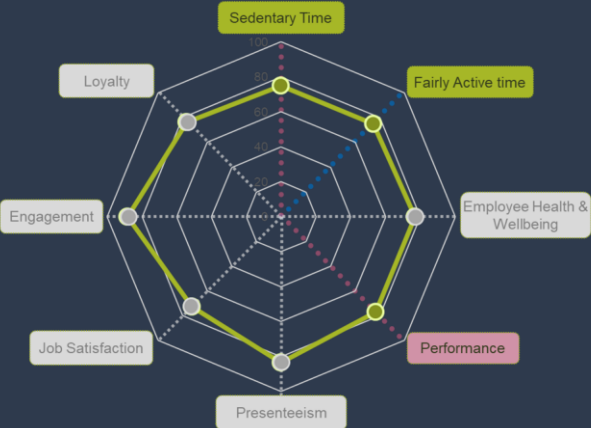 Sedentary Time
100
Loyalty
80
Fairly Active time
60
40
20
0
Engagement
Employee Health &
Wellbeing
Job Satisfaction
Performance
Presenteeism